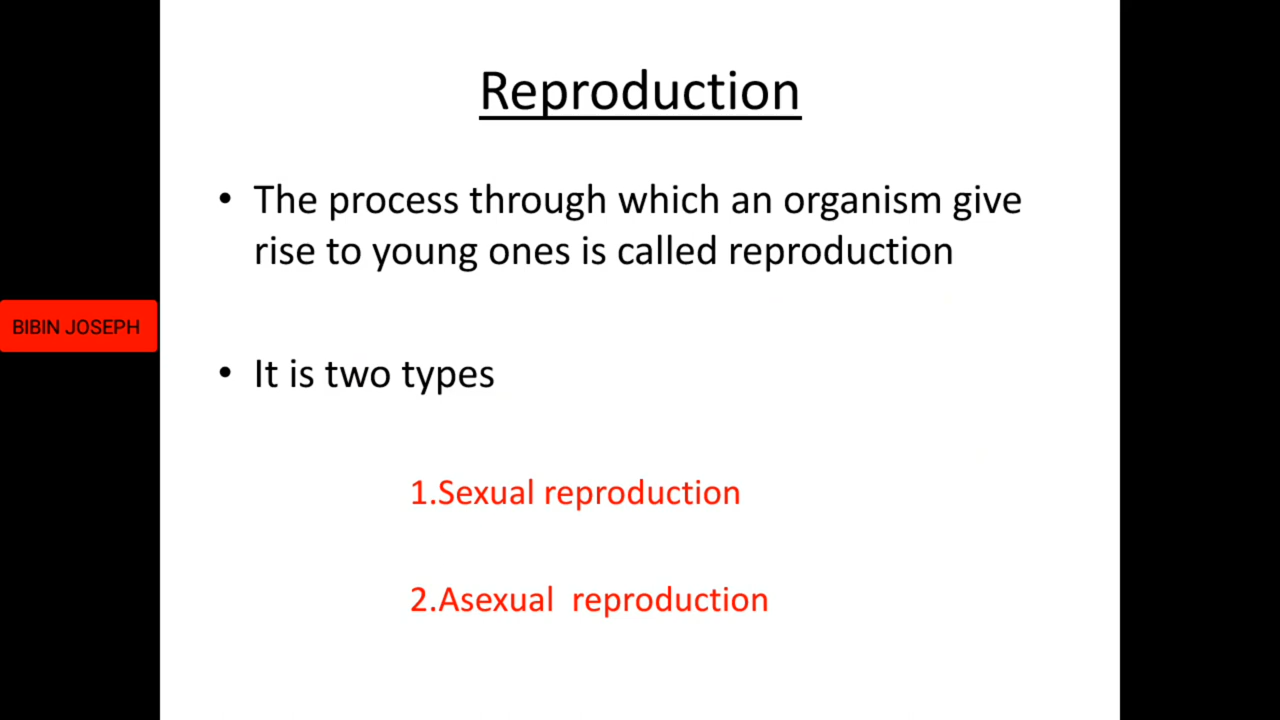 Reproduction
• The process through which an organism give
rise to young ones is called reproduction
BIBIN JOSEPH
• It is two types
1.Sexual reproduction
2.Asexual  reproduction